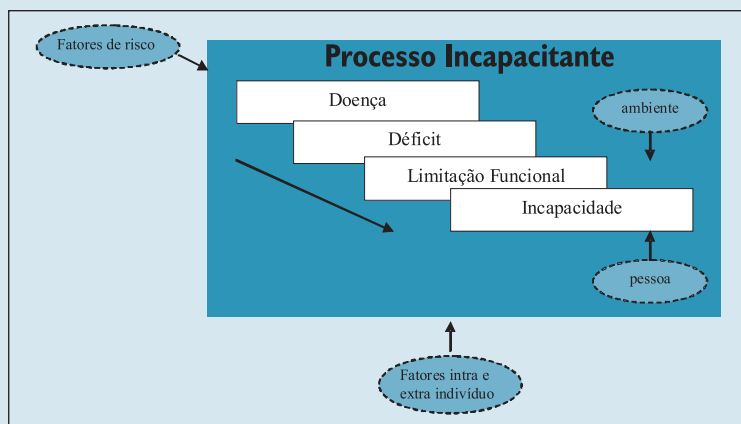 Fatores de risco
Processo Incapacitante
Doença
ambiente
Déficit
Limitação Funcional
Incapacidade
pessoa
Fatores intra e
extra indivíduo